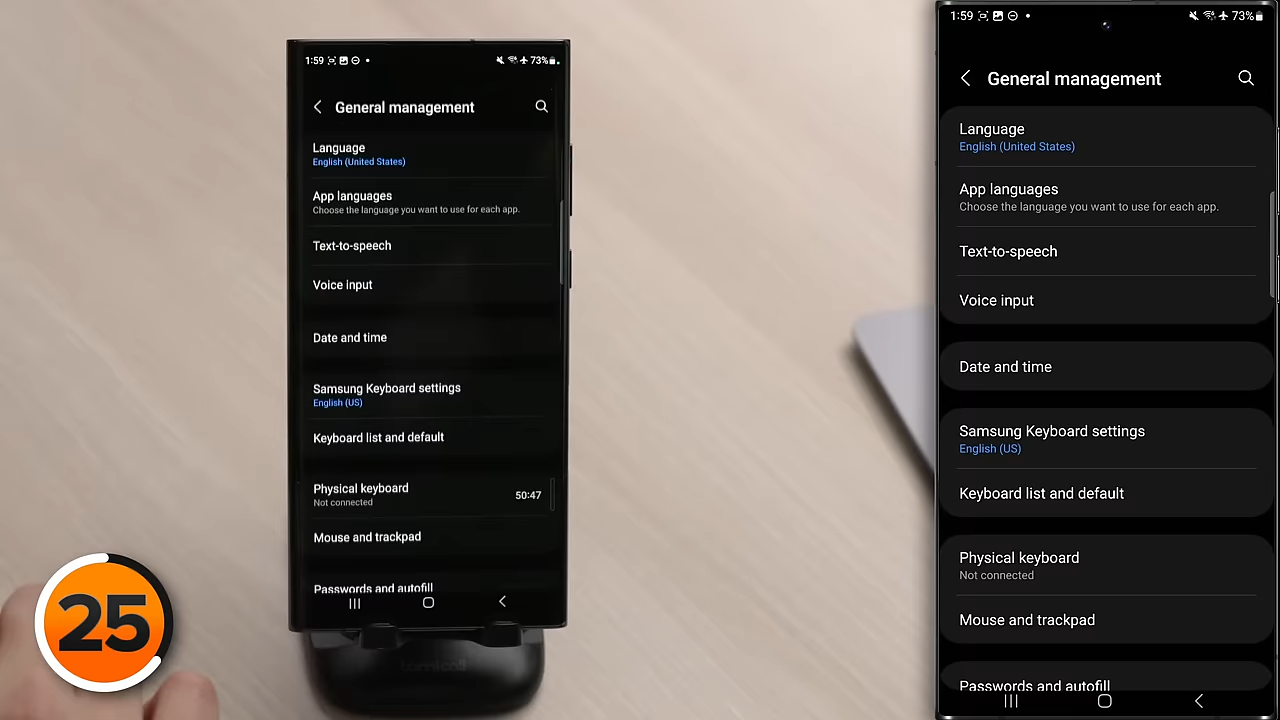 1:59
73%
General management
Language
English (United States)
App languages
Choose the language you want to use for each app.
Text-to-speech
Voice input
Date and time
Samsung Keyboard settings
English (US)
Keyboard list and default
Physical keyboard
Not connected
50:47
Mouse and trackpad
Passwords and autofill
25
1:59
73%
General management
Language
English (United States)
App languages
Choose the language you want to use for each app.
Text-to-speech
Voice input
Date and time
Samsung Keyboard settings
English (US)
Keyboard list and default
Physical keyboard
Not connected
Mouse and trackpad
Passwords and autofill